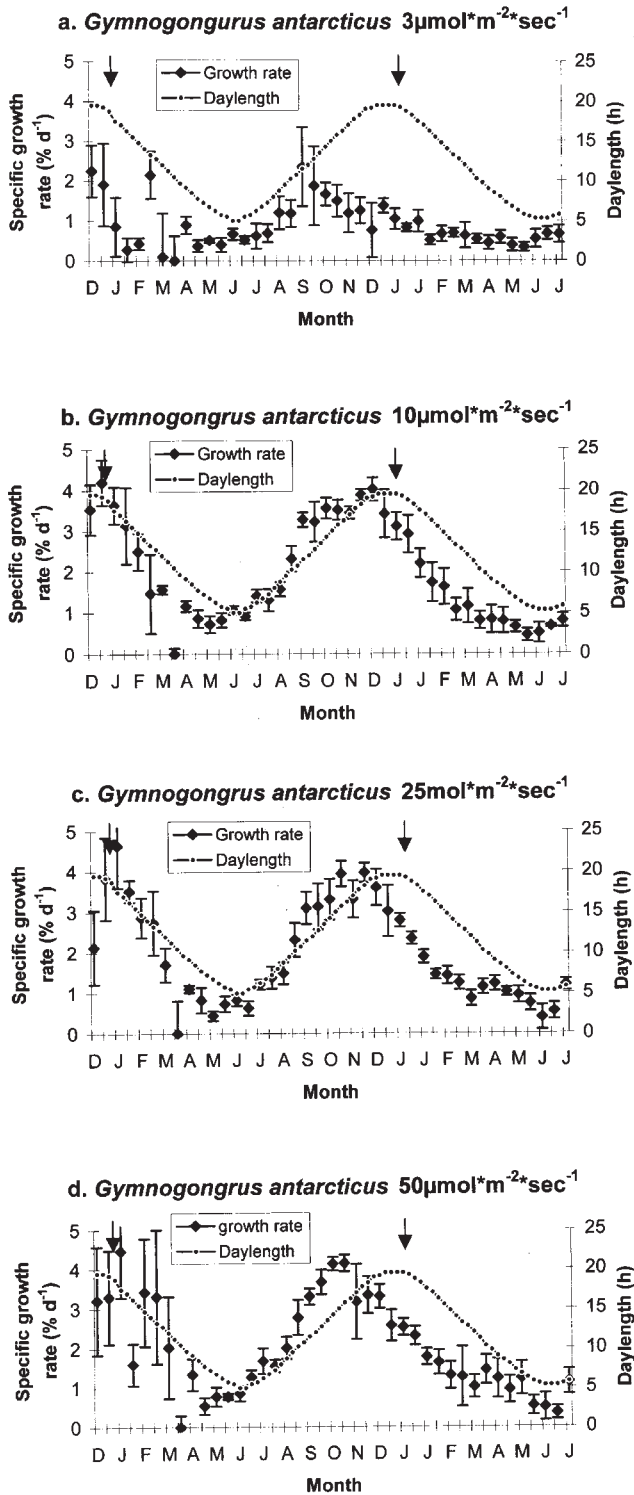 a. Gymnogongurus antarcticus 3µmol*m-2*sec-1
Growth rate
Daylength
Specific growth
rate (% d-1)
5
4
3
2
1
0
25
20
15
10
5
0
Daylength (h)
D J F M A M J J A S O N D J J F M A M J J
Month
b. Gymnogongrus antarcticus 10µmol*m-2*sec-1
Growth rate
Daylength
Specific growth
rate (% d-1)
5
4
3
2
1
0
25
20
15
10
5
0
Daylength (h)
D J F M A M J J A S O N D J J F M A M J J
Month
c. Gymnogongrus antarcticus 25mol*m-2*sec-1
Growth rate
Daylength
Specific growth
rate (% d-1)
5
4
3
2
1
0
25
20
15
10
5
0
Daylength (h)
D J F M A M J J A S O N D J J F M A M J J
Month
d. Gymnogongrus antarcticus 50µmol*m-2*sec-1
growth rate
Daylength
Specific growth
rate (% d-1)
5
4
3
2
1
0
25
20
15
10
5
0
Daylength (h)
D J F M A M J J A S O N D J J F M A M J J
Month